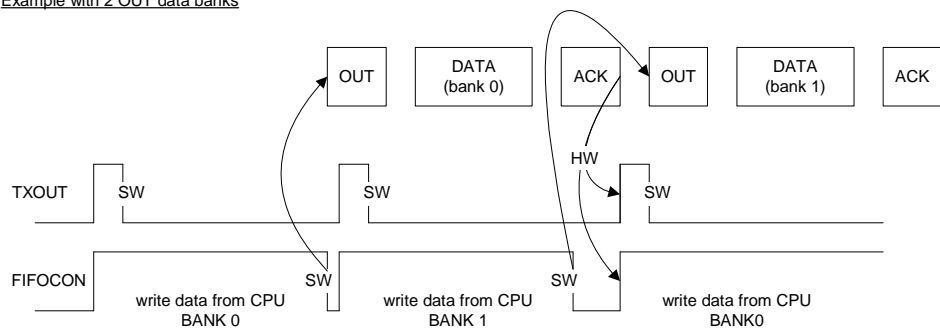 Example with 2 OUT data banks
OUT
DATA
(bank 0)
ACK
OUT
DATA
(bank 1)
ACK
HW
TXOUT
SW
SW
SW
FIFOCON
SW
SW
write data from CPU
BANK 0
write data from CPU
BANK 1
write data from CPU
BANK0